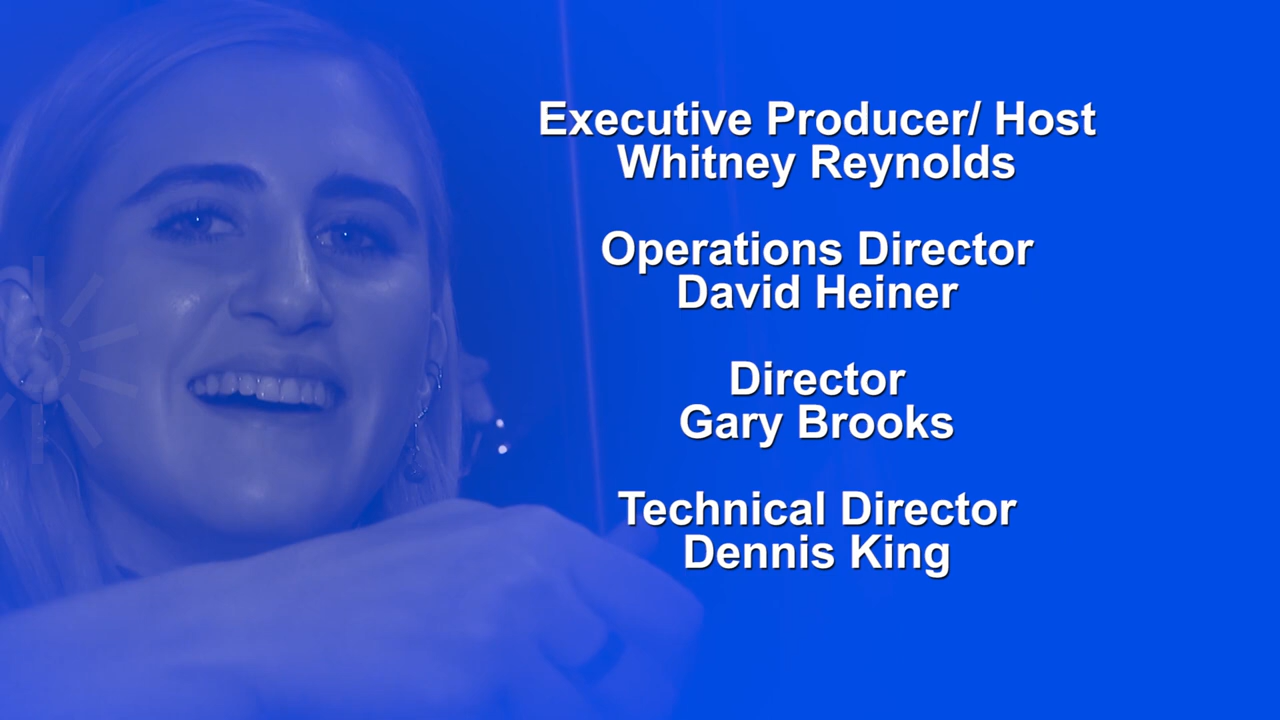 Executive Producer/ Host
Whitney Reynolds
Operations Director
David Heiner
Director
Gary Brooks
Technical Director
Dennis King